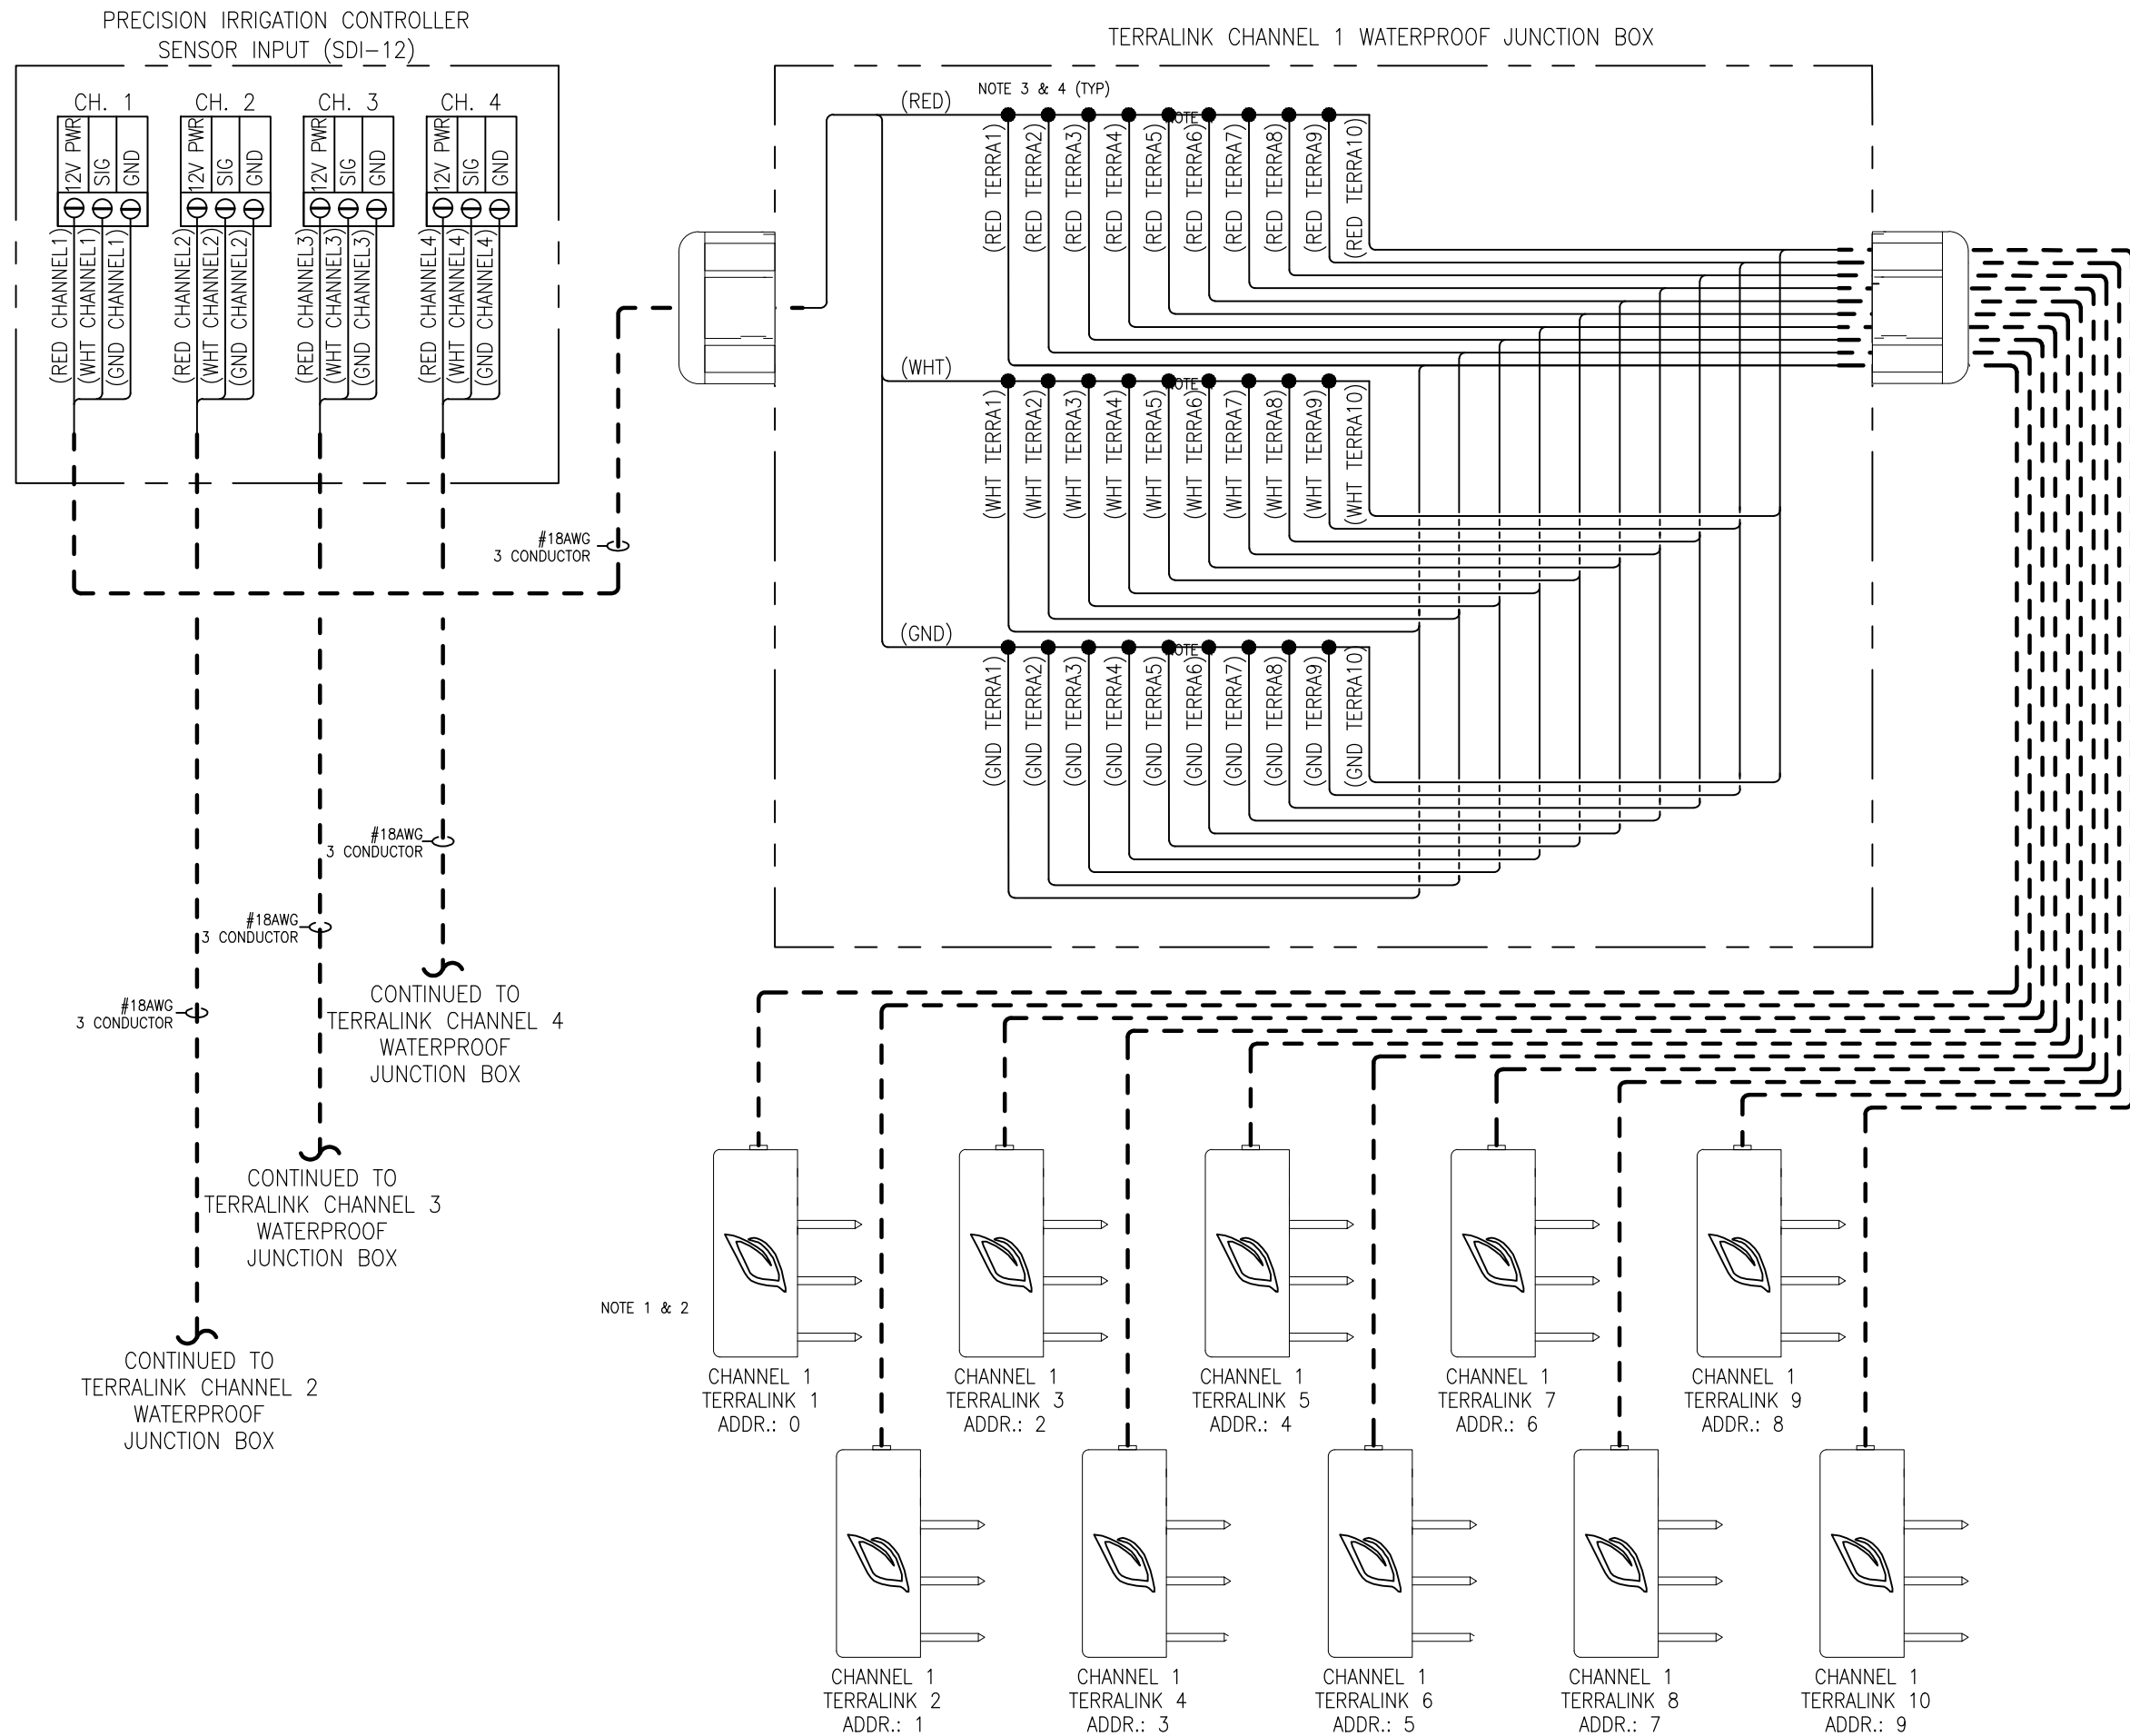 PRECISION IRRIGATION CONTROLLER
SENSOR INPUT (SDI-12)
CH. 1
CH. 2
CH. 3
CH. 4
12V PWR
SIG
GND
12V PWR
SIG
GND
12V PWR
SIG
GND
12V PWR
SIG
GND
(RED CHANNEL1)
(WHT CHANNEL1)
(GND CHANNEL1)
(RED CHANNEL2)
(WHT CHANNEL2)
(GND CHANNEL2)
(RED CHANNEL3)
(WHT CHANNEL3)
(GND CHANNEL3)
(RED CHANNEL4)
(WHT CHANNEL4)
(GND CHANNEL4)
#18AWG
3 CONDUCTOR
#18AWG
3 CONDUCTOR
#18AWG
3 CONDUCTOR
#18AWG
3 CONDUCTOR
CONTINUED TO
TERRALINK CHANNEL 4
WATERPROOF
JUNCTION BOX
CONTINUED TO
TERRALINK CHANNEL 3
WATERPROOF
JUNCTION BOX
CONTINUED TO
TERRALINK CHANNEL 2
WATERPROOF
JUNCTION BOX
TERRALINK CHANNEL 1 WATERPROOF JUNCTION BOX
NOTE 3 & 4 (TYP)
(RED)
NOTE
(RED TERRA1)
(RED TERRA2)
(RED TERRA3)
(RED TERRA4)
(RED TERRA5)
(RED TERRA6)
(RED TERRA7)
(RED TERRA8)
(RED TERRA9)
(RED TERRA10)
(WHT)
NOTE
(WHT TERRA1)
(WHT TERRA2)
(WHT TERRA3)
(WHT TERRA4)
(WHT TERRA5)
(WHT TERRA6)
(WHT TERRA7)
(WHT TERRA8)
(WHT TERRA9)
(WHT TERRA10)
(GND)
NOTE
(GND TERRA1)
(GND TERRA2)
(GND TERRA3)
(GND TERRA4)
(GND TERRA5)
(GND TERRA6)
(GND TERRA7)
(GND TERRA8)
(GND TERRA9)
(GND TERRA10)
NOTE 1 & 2
CHANNEL 1
TERRALINK 1
ADDR.: 0
CHANNEL 1
TERRALINK 3
ADDR.: 2
CHANNEL 1
TERRALINK 5
ADDR.: 4
CHANNEL 1
TERRALINK 7
ADDR.: 6
CHANNEL 1
TERRALINK 9
ADDR.: 8
CHANNEL 1
TERRALINK 2
ADDR.: 1
CHANNEL 1
TERRALINK 4
ADDR.: 3
CHANNEL 1
TERRALINK 6
ADDR.: 5
CHANNEL 1
TERRALINK 8
ADDR.: 7
CHANNEL 1
TERRALINK 10
ADDR.: 9